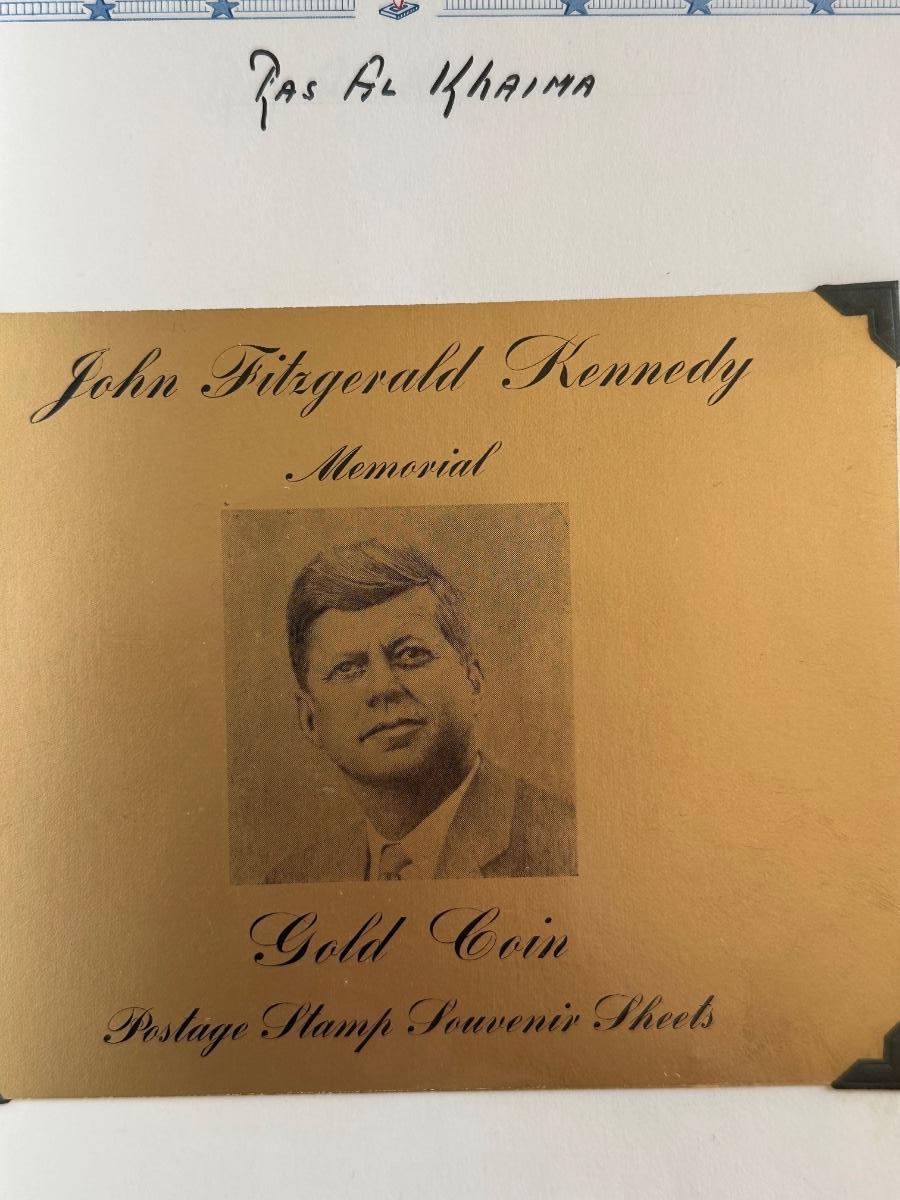 Ras Al Khaima
John Fitzgerald Kennedy
Memorial
Gold Coin
Postage Stamp Souvenir Sheets